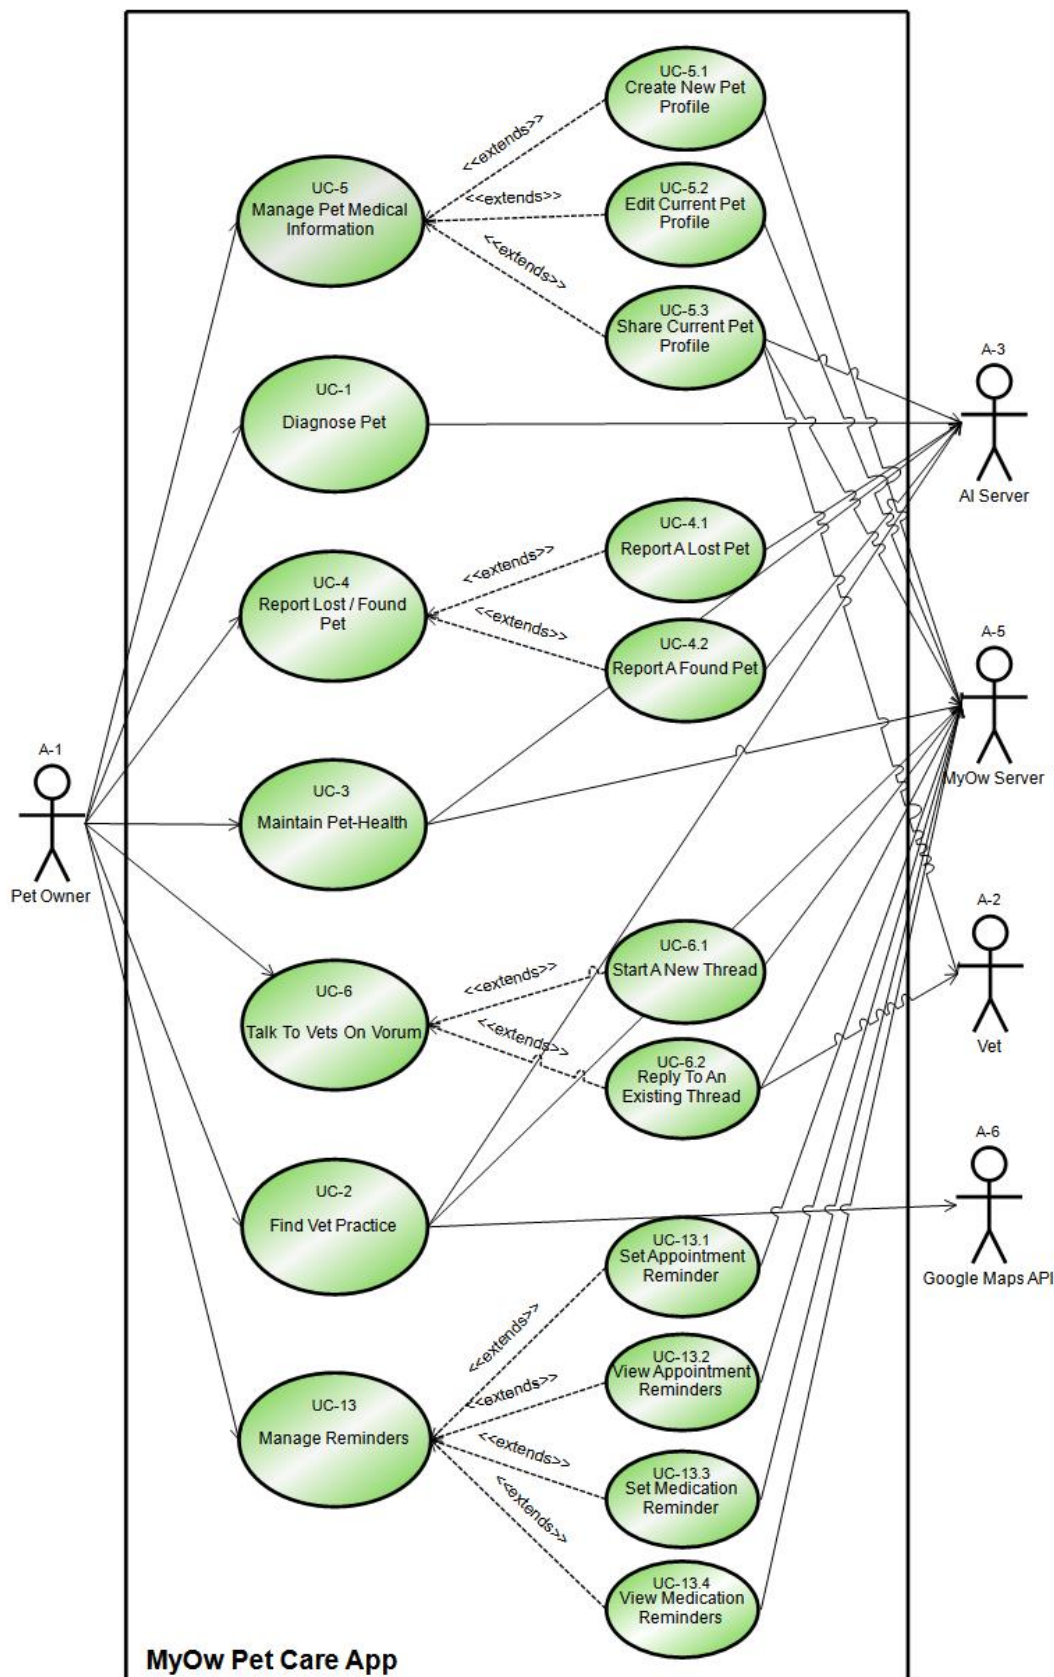 UC-5.1
Create New Pet
Profile
<<extends>>
UC-5
Manage Pet Medical
Information
<<extends>>
UC-5.2
Edit Current Pet
Profile
<<extends>>
UC-5.3
Share Current Pet
Profile
A-3
AI Server
UC-1
Diagnose Pet
UC-4.1
Report A Lost Pet
<<extends>>
UC-4
Report Lost / Found
Pet
<<extends>>
UC-4.2
Report A Found Pet
A-5
MyOw Server
A-1
Pet Owner
UC-3
Maintain Pet-Health
UC-6.1
Start A New Thread
<<extends>>
UC-6
Talk To Vets On Vorum
<<extends>>
UC-6.2
Reply To An
Existing Thread
A-2
Vet
A-6
Google Maps API
UC-2
Find Vet Practice
UC-13.1
Set Appointment
Reminder
<<extends>>
UC-13.2
View Appointment
Reminders
<<extends>>
UC-13
Manage Reminders
<<extends>>
UC-13.3
Set Medication
Reminder
<<extends>>
UC-13.4
View Medication
Reminders
MyOw Pet Care App